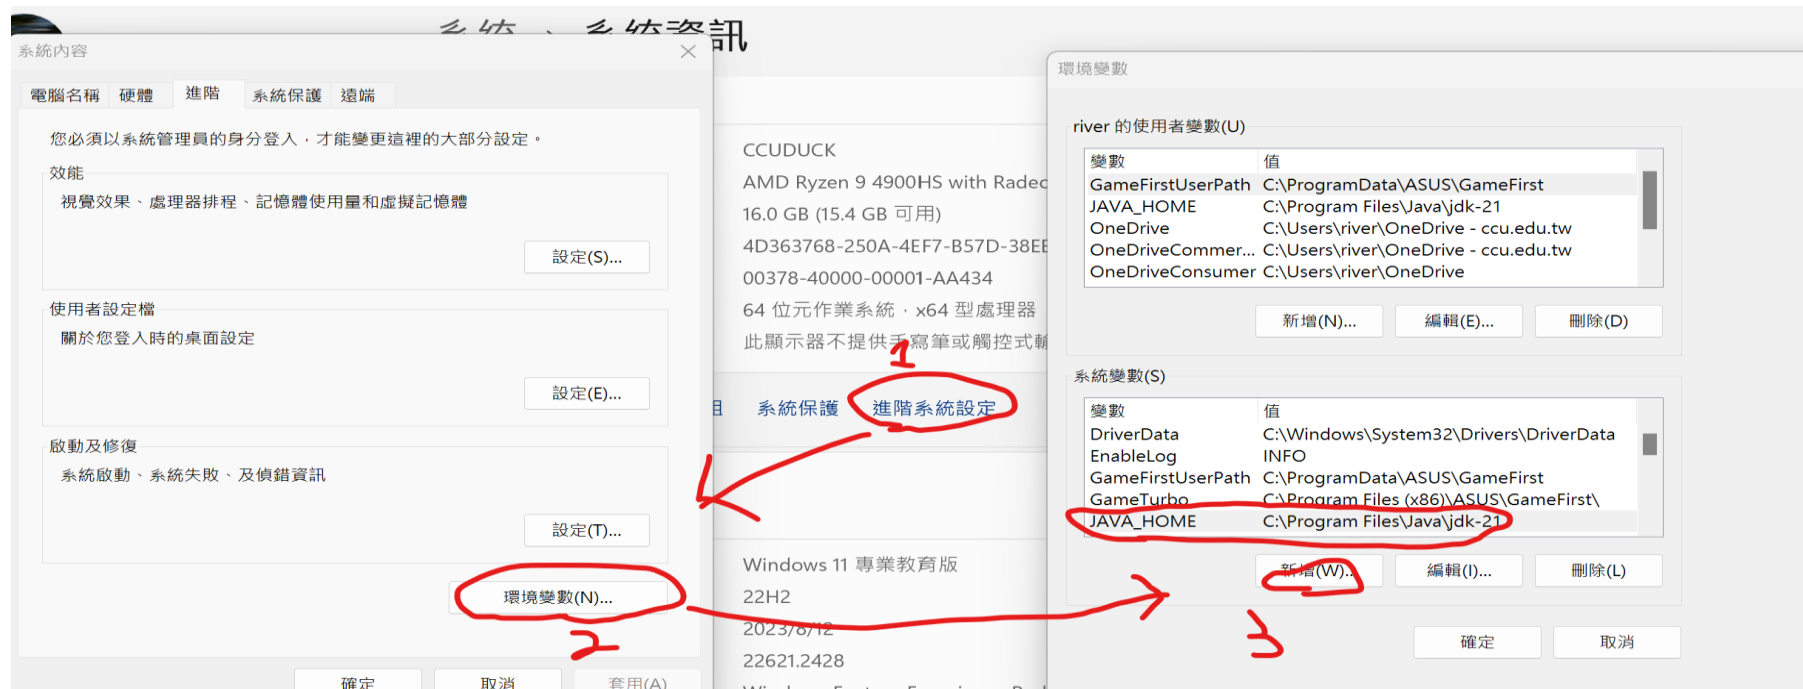 系統 、 系統資訊
系統內容
電腦名稱 硬體 進階 系統保護 遠端
您必須以系統管理員的身分登入，才能變更這裡的大部分設定。
效能
視覺效果、處理器排程、記憶體使用量和虛擬記憶體
設定(S)...
使用者設定檔
關於您登入時的桌面設定
設定(E)...
啟動及修復
系統啟動、系統失敗、及偵錯資訊
設定(T)...
環境變數(N)...
2
確定 取消 套用(A)
CCUDUCK
AMD Ryzen 9 4900HS with Radeo
16.0 GB (15.4 GB 可用)
4D363768-250A-4EF7-B57D-38EE
00378-40000-00001-AA434
64 位元作業系統，x64 型處理器
此顯示器不提供手寫筆或觸控式輸
1
組 系統保護 進階系統設定
Windows 11 專業教育版
22H2
2023/8/12
22621.2428
環境變數
river 的使用者變數(U)
變數 值
GameFirstUserPath C:\ProgramData\ASUS\GameFirst
JAVA_HOME C:\Program Files\Java\jdk-21
OneDrive C:\Users\river\OneDrive - ccu.edu.tw
OneDriveCommer... C:\Users\river\OneDrive - ccu.edu.tw
OneDriveConsumer C:\Users\river\OneDrive
新增(N)... 編輯(E)... 刪除(D)
系統變數(S)
變數 值
DriverData C:\Windows\System32\Drivers\DriverData
EnableLog INFO
GameFirstUserPath C:\ProgramData\ASUS\GameFirst
GameTurbo C:\Program Files (x86)\ASUS\GameFirst\
JAVA_HOME C:\Program Files\Java\jdk-21
新增(W)... 編輯(I)... 刪除(L)
3
確定 取消